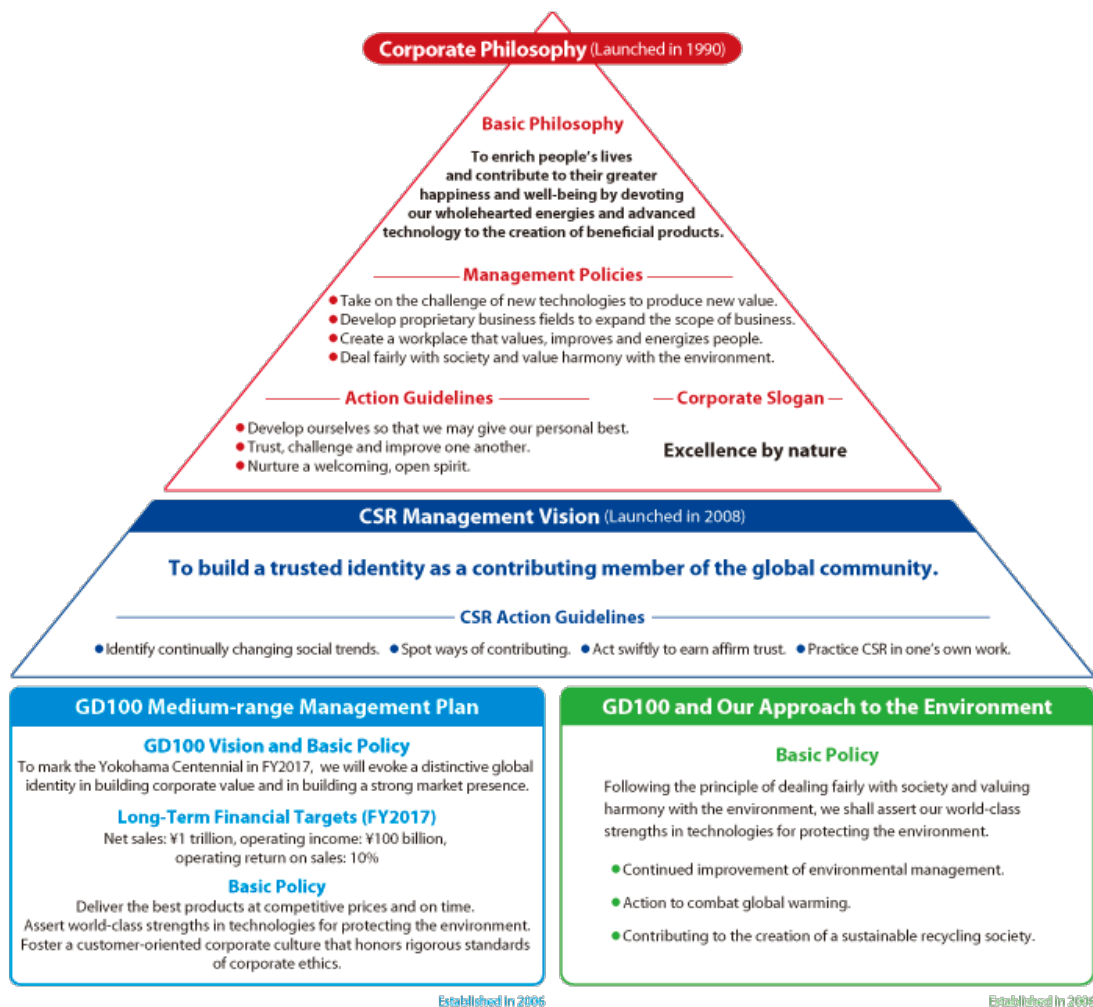 Corporate Philosophy (Launched in 1990)
Basic Philosophy
To enrich people's lives
and contribute to their greater
happiness and well-being by devoting
our wholehearted energies and advanced
technology to the creation of beneficial products.
Management Policies
●Take on the challenge of new technologies to produce new value.
●Develop proprietary business fields to expand the scope of business.
●Create a workplace that values, improves and energizes people.
●Deal fairly with society and value harmony with the environment.
Action Guidelines
●Develop ourselves so that we may give our personal best.
●Trust, challenge and improve one another.
●Nurture a welcoming, open spirit.
Corporate Slogan
Excellence by nature
CSR Management Vision (Launched in 2008)
To build a trusted identity as a contributing member of the global community.
CSR Action Guidelines
●Identify continually changing social trends. ●Spot ways of contributing. ●Act swiftly to earn affirm trust. ●Practice CSR in one's own work.
GD100 Medium-range Management Plan
GD100 Vision and Basic Policy
To mark the Yokohama Centennial in FY2017, we will evoke a distinctive global
identity in building corporate value and in building a strong market presence.
Long-Term Financial Targets (FY2017)
Net sales: ¥1 trillion, operating income: ¥100 billion,
operating return on sales: 10%
Basic Policy
Deliver the best products at competitive prices and on time.
Assert world-class strengths in technologies for protecting the environment.
Foster a customer-oriented corporate culture that honors rigorous standards
of corporate ethics.
Established in 2006
GD100 and Our Approach to the Environment
Basic Policy
Following the principle of dealing fairly with society and valuing
harmony with the environment, we shall assert our world-class
strengths in technologies for protecting the environment.
●Continued improvement of environmental management.
●Action to combat global warming.
●Contributing to the creation of a sustainable recycling society.
Established in 2006